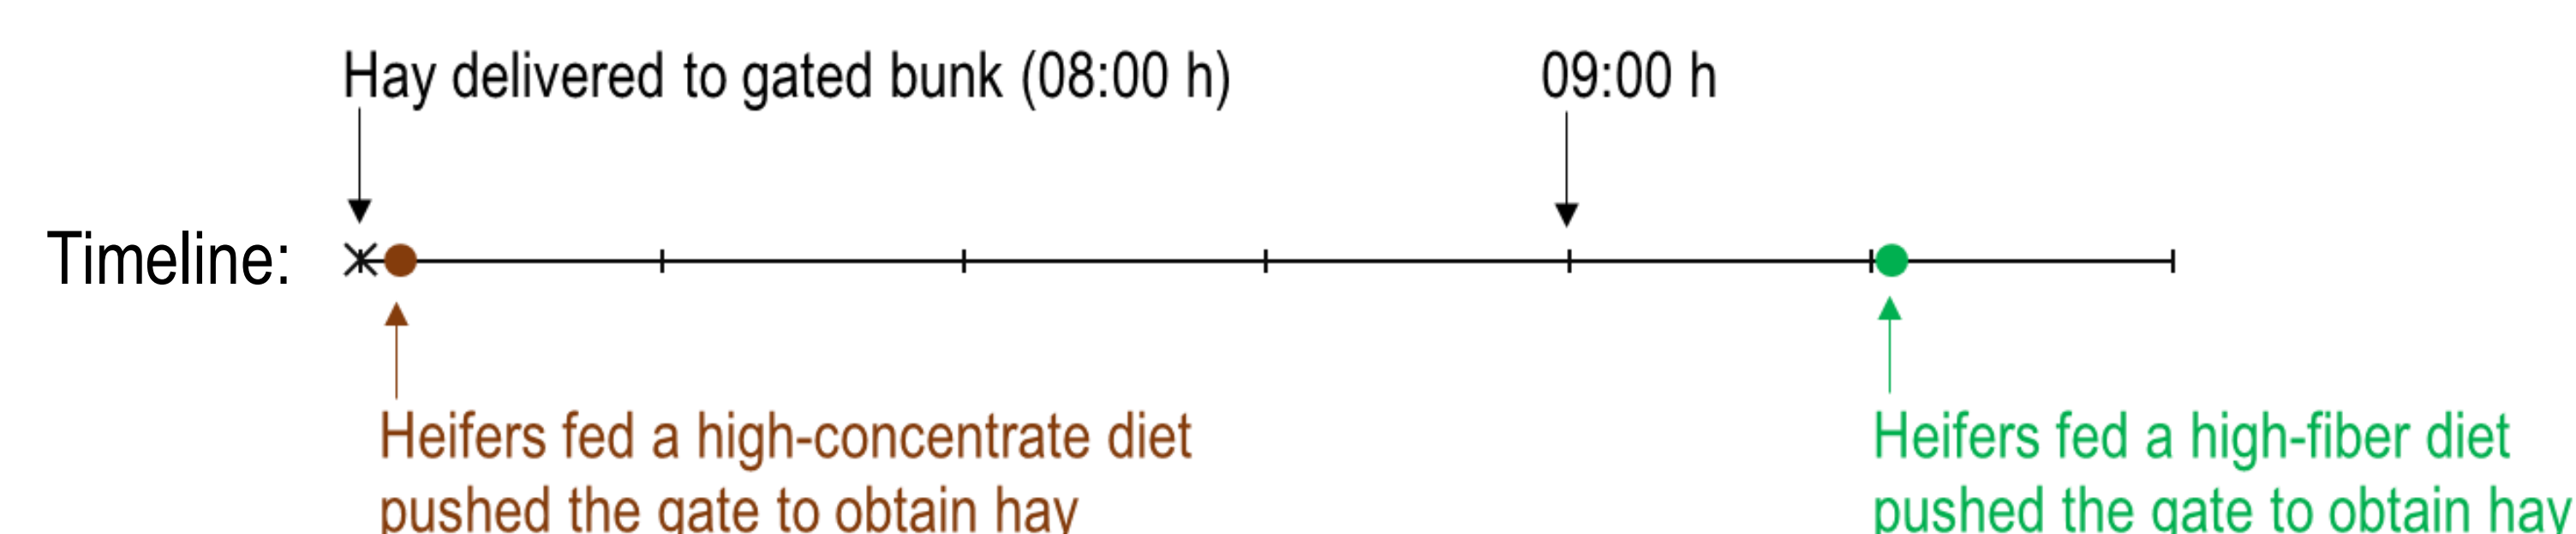 Hay delivered to gated bunk (08:00 h)
09:00 h
Timeline:
Heifers fed a high-concentrate diet
pushed the gate to obtain hay
Heifers fed a high-fiber diet
pushed the gate to obtain hay